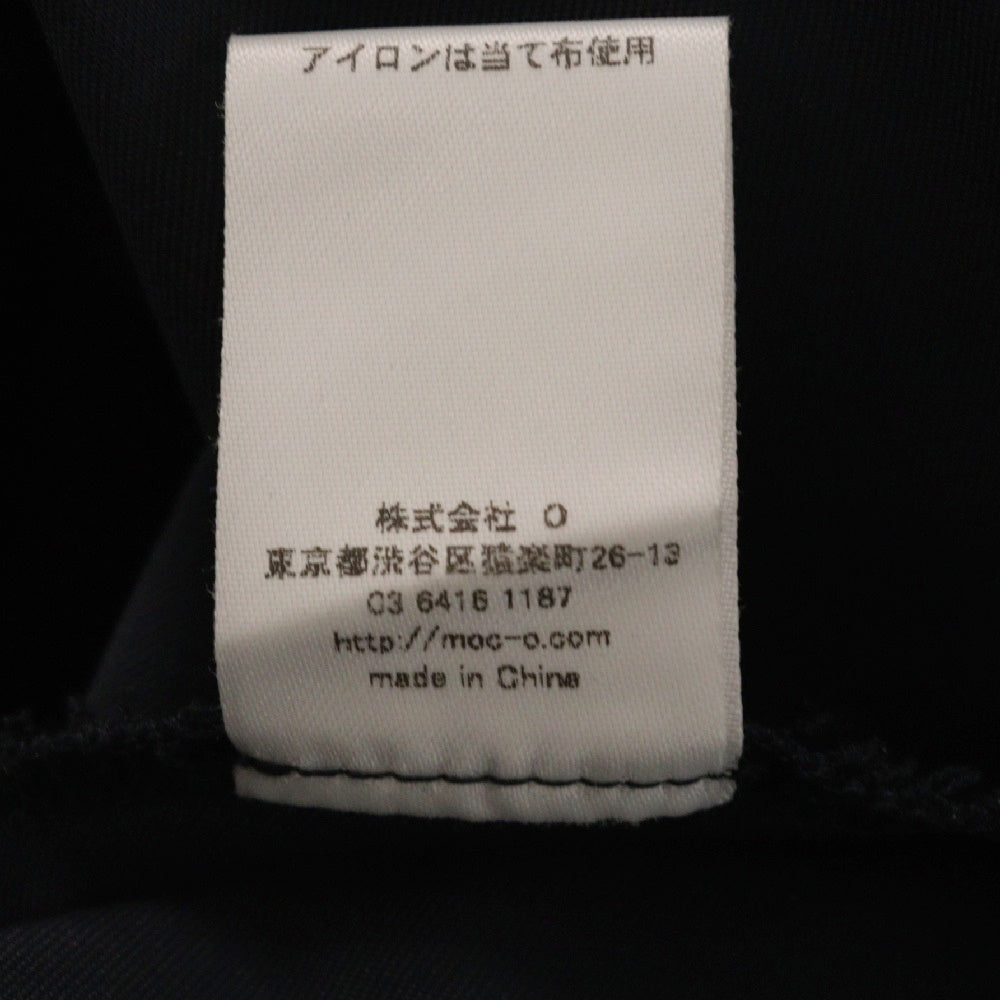 アイロンは当て布使用
株式会社 O
東京都渋谷区猿楽町26-13
03 6416 1187
http://moc-o.com
made in China